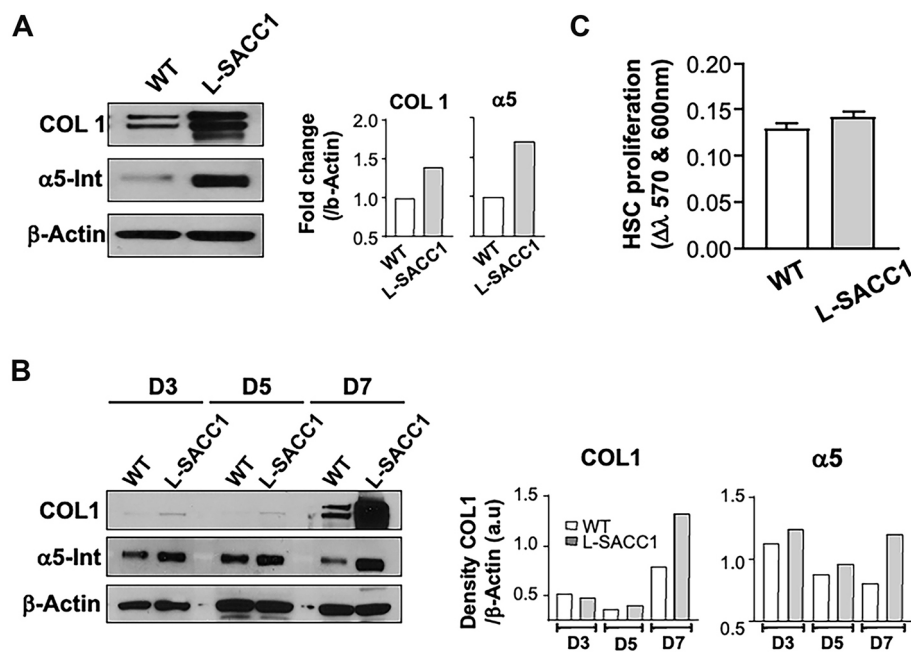 A
WT
L-SACC1
COL 1
α5-Int
β-Actin
COL 1
α5
Fold change
(/b-Actin)
2.0
1.5
1.0
0.5
WT
L-SACC1
WT
L-SACC1
C
HSC proliferation
(Δλ 570 & 600nm)
0.20
0.15
0.10
0.05
0.00
WT
L-SACC1
B
D3
D5
D7
WT
L-SACC1
WT
L-SACC1
WT
L-SACC1
COL1
α5-Int
β-Actin
COL1
Density COL1
/β-Actin (a.u)
1.5
1.0
0.5
WT
L-SACC1
D3
D5
D7
α5
1.5
1.0
0.5
D3
D5
D7